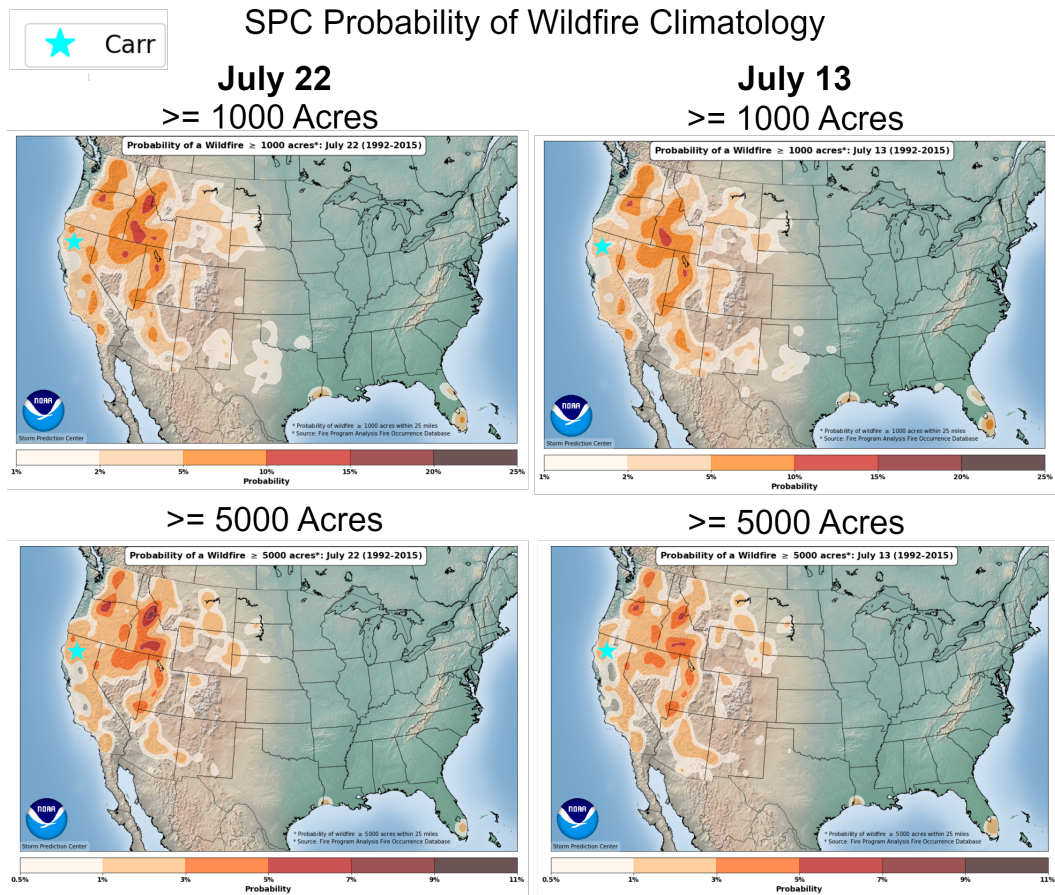 Carr
SPC Probability of Wildfire Climatology
July 22
>= 1000 Acres
Probability of a Wildfire ≥ 1000 acres*: July 22 (1992-2015)
NOAA
Storm Prediction Center
* Probability of wildfire ≥ 1000 acres within 25 miles
* Source: Fire Program Analysis Fire Occurrence Database
1% 2% 5% 10% 15% 20% 25%
Probability
July 13
>= 1000 Acres
Probability of a Wildfire ≥ 1000 acres*: July 13 (1992-2015)
NOAA
Storm Prediction Center
* Probability of wildfire ≥ 1000 acres within 25 miles
* Source: Fire Program Analysis Fire Occurrence Database
1% 2% 5% 10% 15% 20% 25%
Probability
>= 5000 Acres
Probability of a Wildfire ≥ 5000 acres*: July 22 (1992-2015)
NOAA
Storm Prediction Center
* Probability of wildfire ≥ 5000 acres within 25 miles
* Source: Fire Program Analysis Fire Occurrence Database
0.5% 1% 3% 5% 7% 9% 11%
Probability
>= 5000 Acres
Probability of a Wildfire ≥ 5000 acres*: July 13 (1992-2015)
NOAA
Storm Prediction Center
* Probability of wildfire ≥ 5000 acres within 25 miles
* Source: Fire Program Analysis Fire Occurrence Database
0.5% 1% 3% 5% 7% 9% 11%
Probability